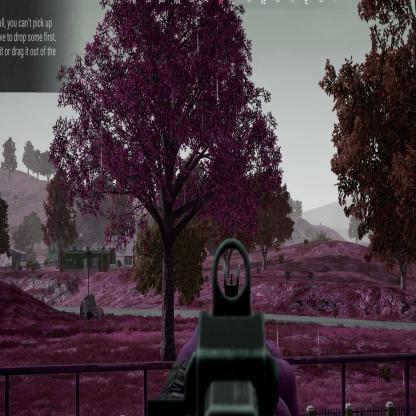 ll, you can't pick up
ve to drop some first.
it or drag it out of the